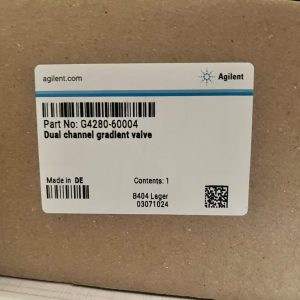 agilent.com
Agilent
Part No: G4280-60004
Dual channel gradient valve
Made in DE
Contents: 1
B404 Lager
03071024